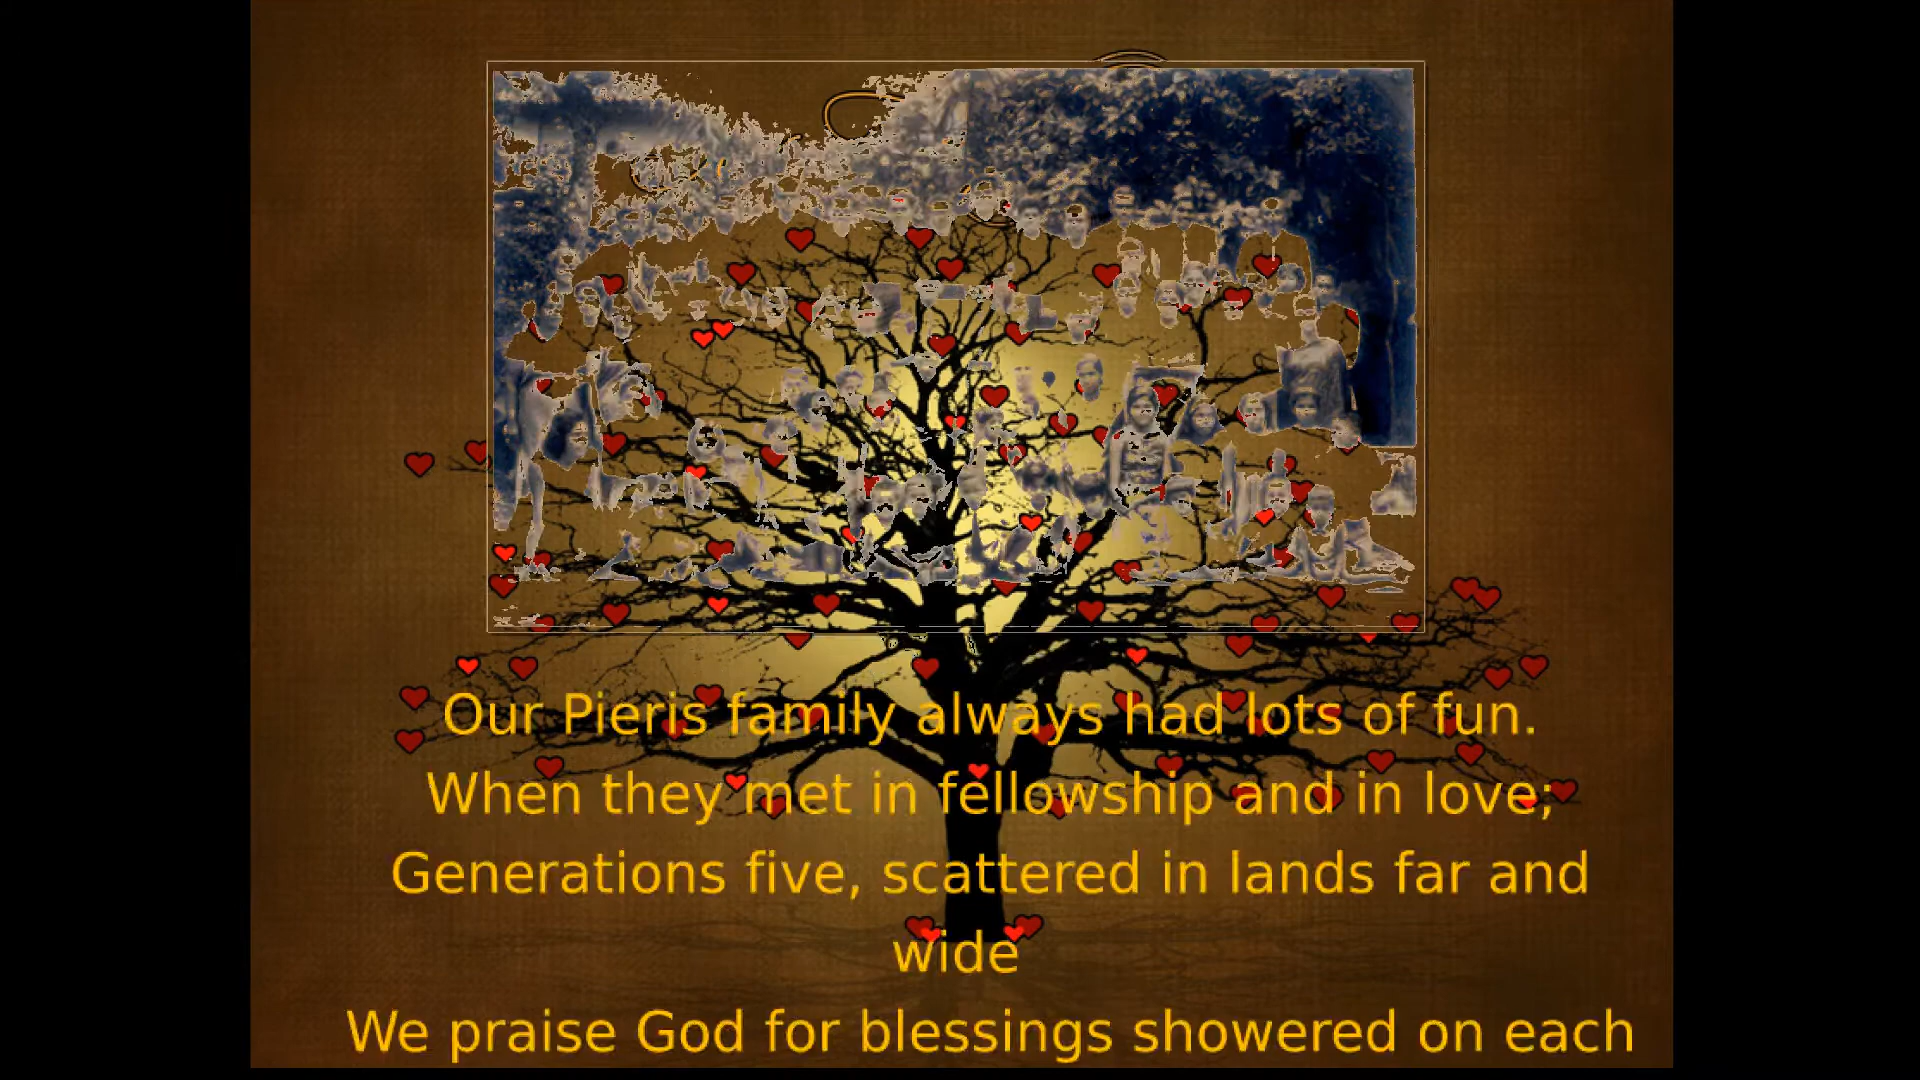 Our Pieris family always had lots of fun.
When they met in fellowship and in love;
Generations five, scattered in lands far and
wide
We praise God for blessings showered on each